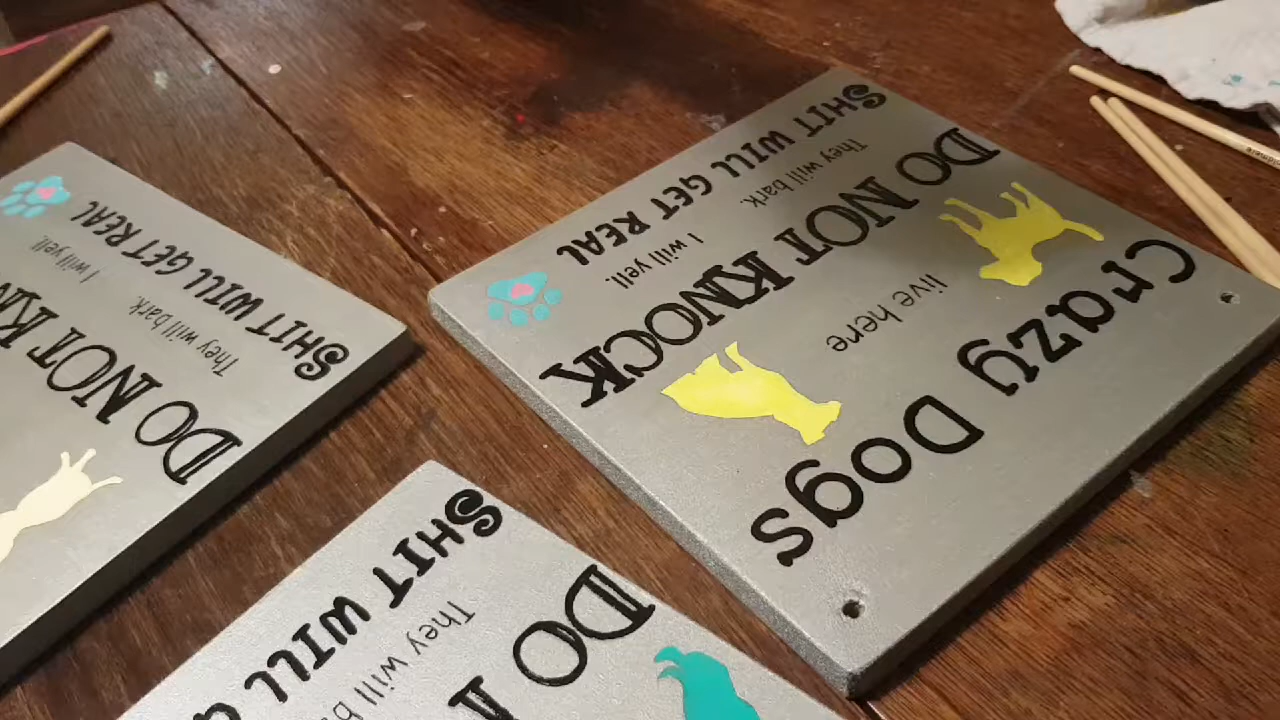 Crazy Dogs
live here
DO NOT KNOCK
They will bark.
I will yell.
SHIT WILL GET REAL
DO NOT
They will bark.
I will yell.
SHIT WILL GET REAL
DO
They will
SHIT WILL